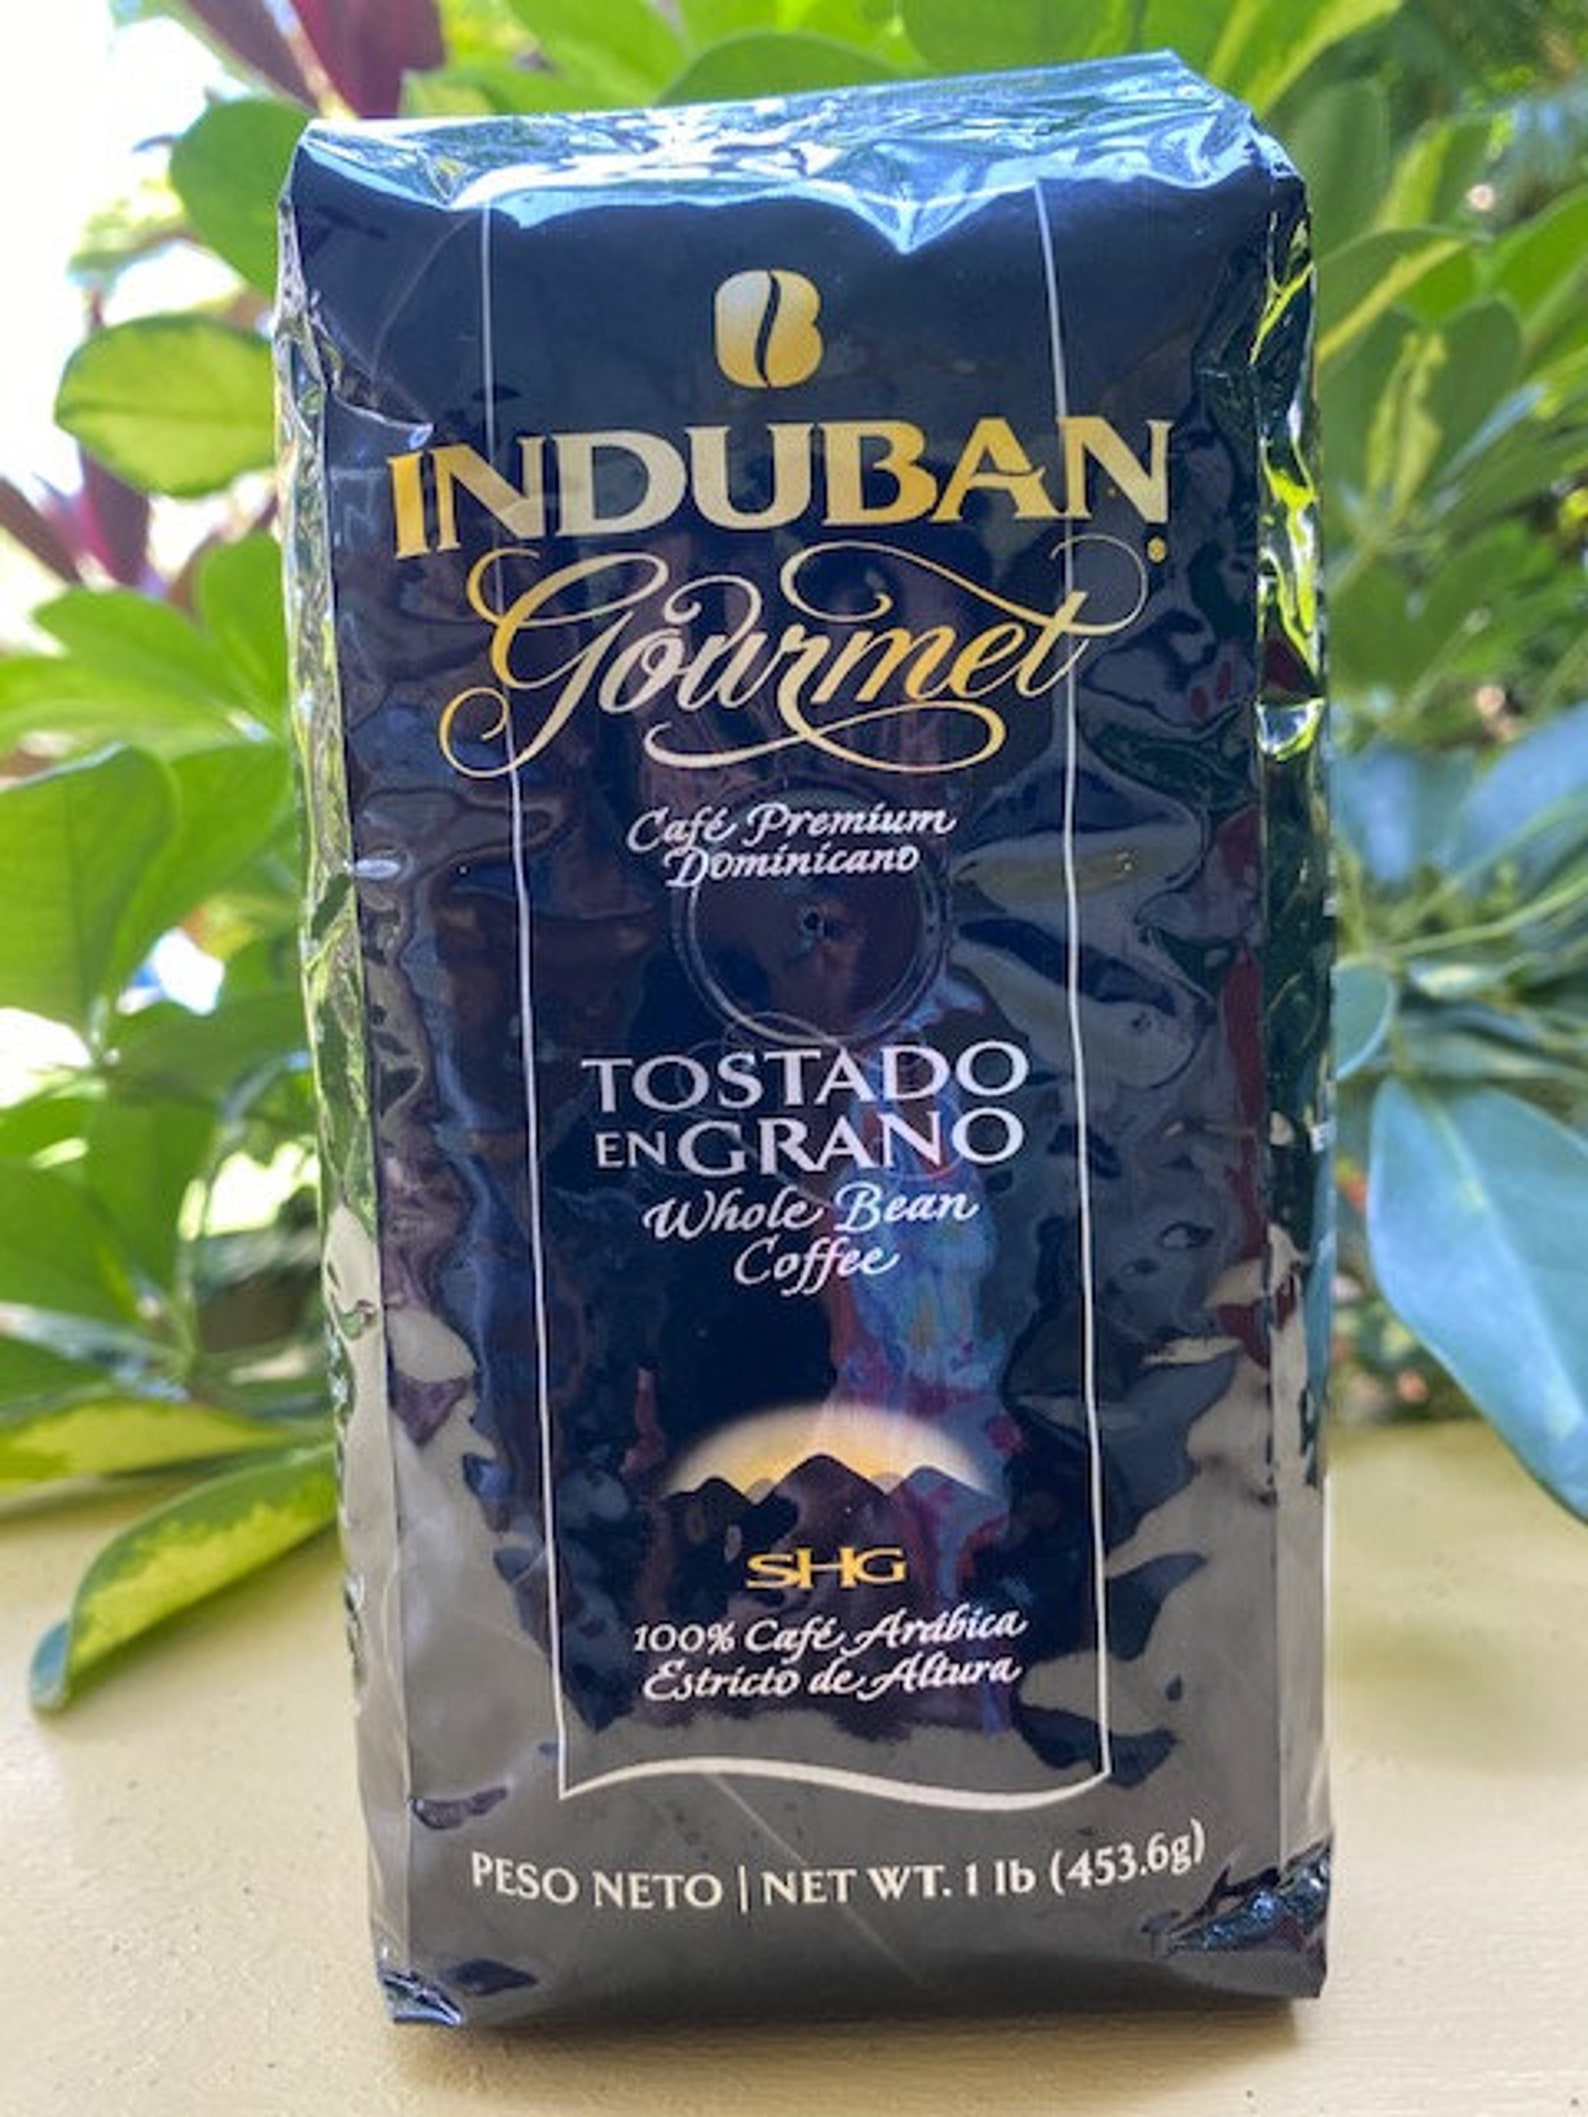 INDUBAN
Gourmet
Café Premium
Dominicano
TOSTADO
EN GRANO
Whole Bean
Coffee
SHG
100% Café Arábica
Estricto de Altura
PESO NETO | NET WT. 1 lb (453.6g)